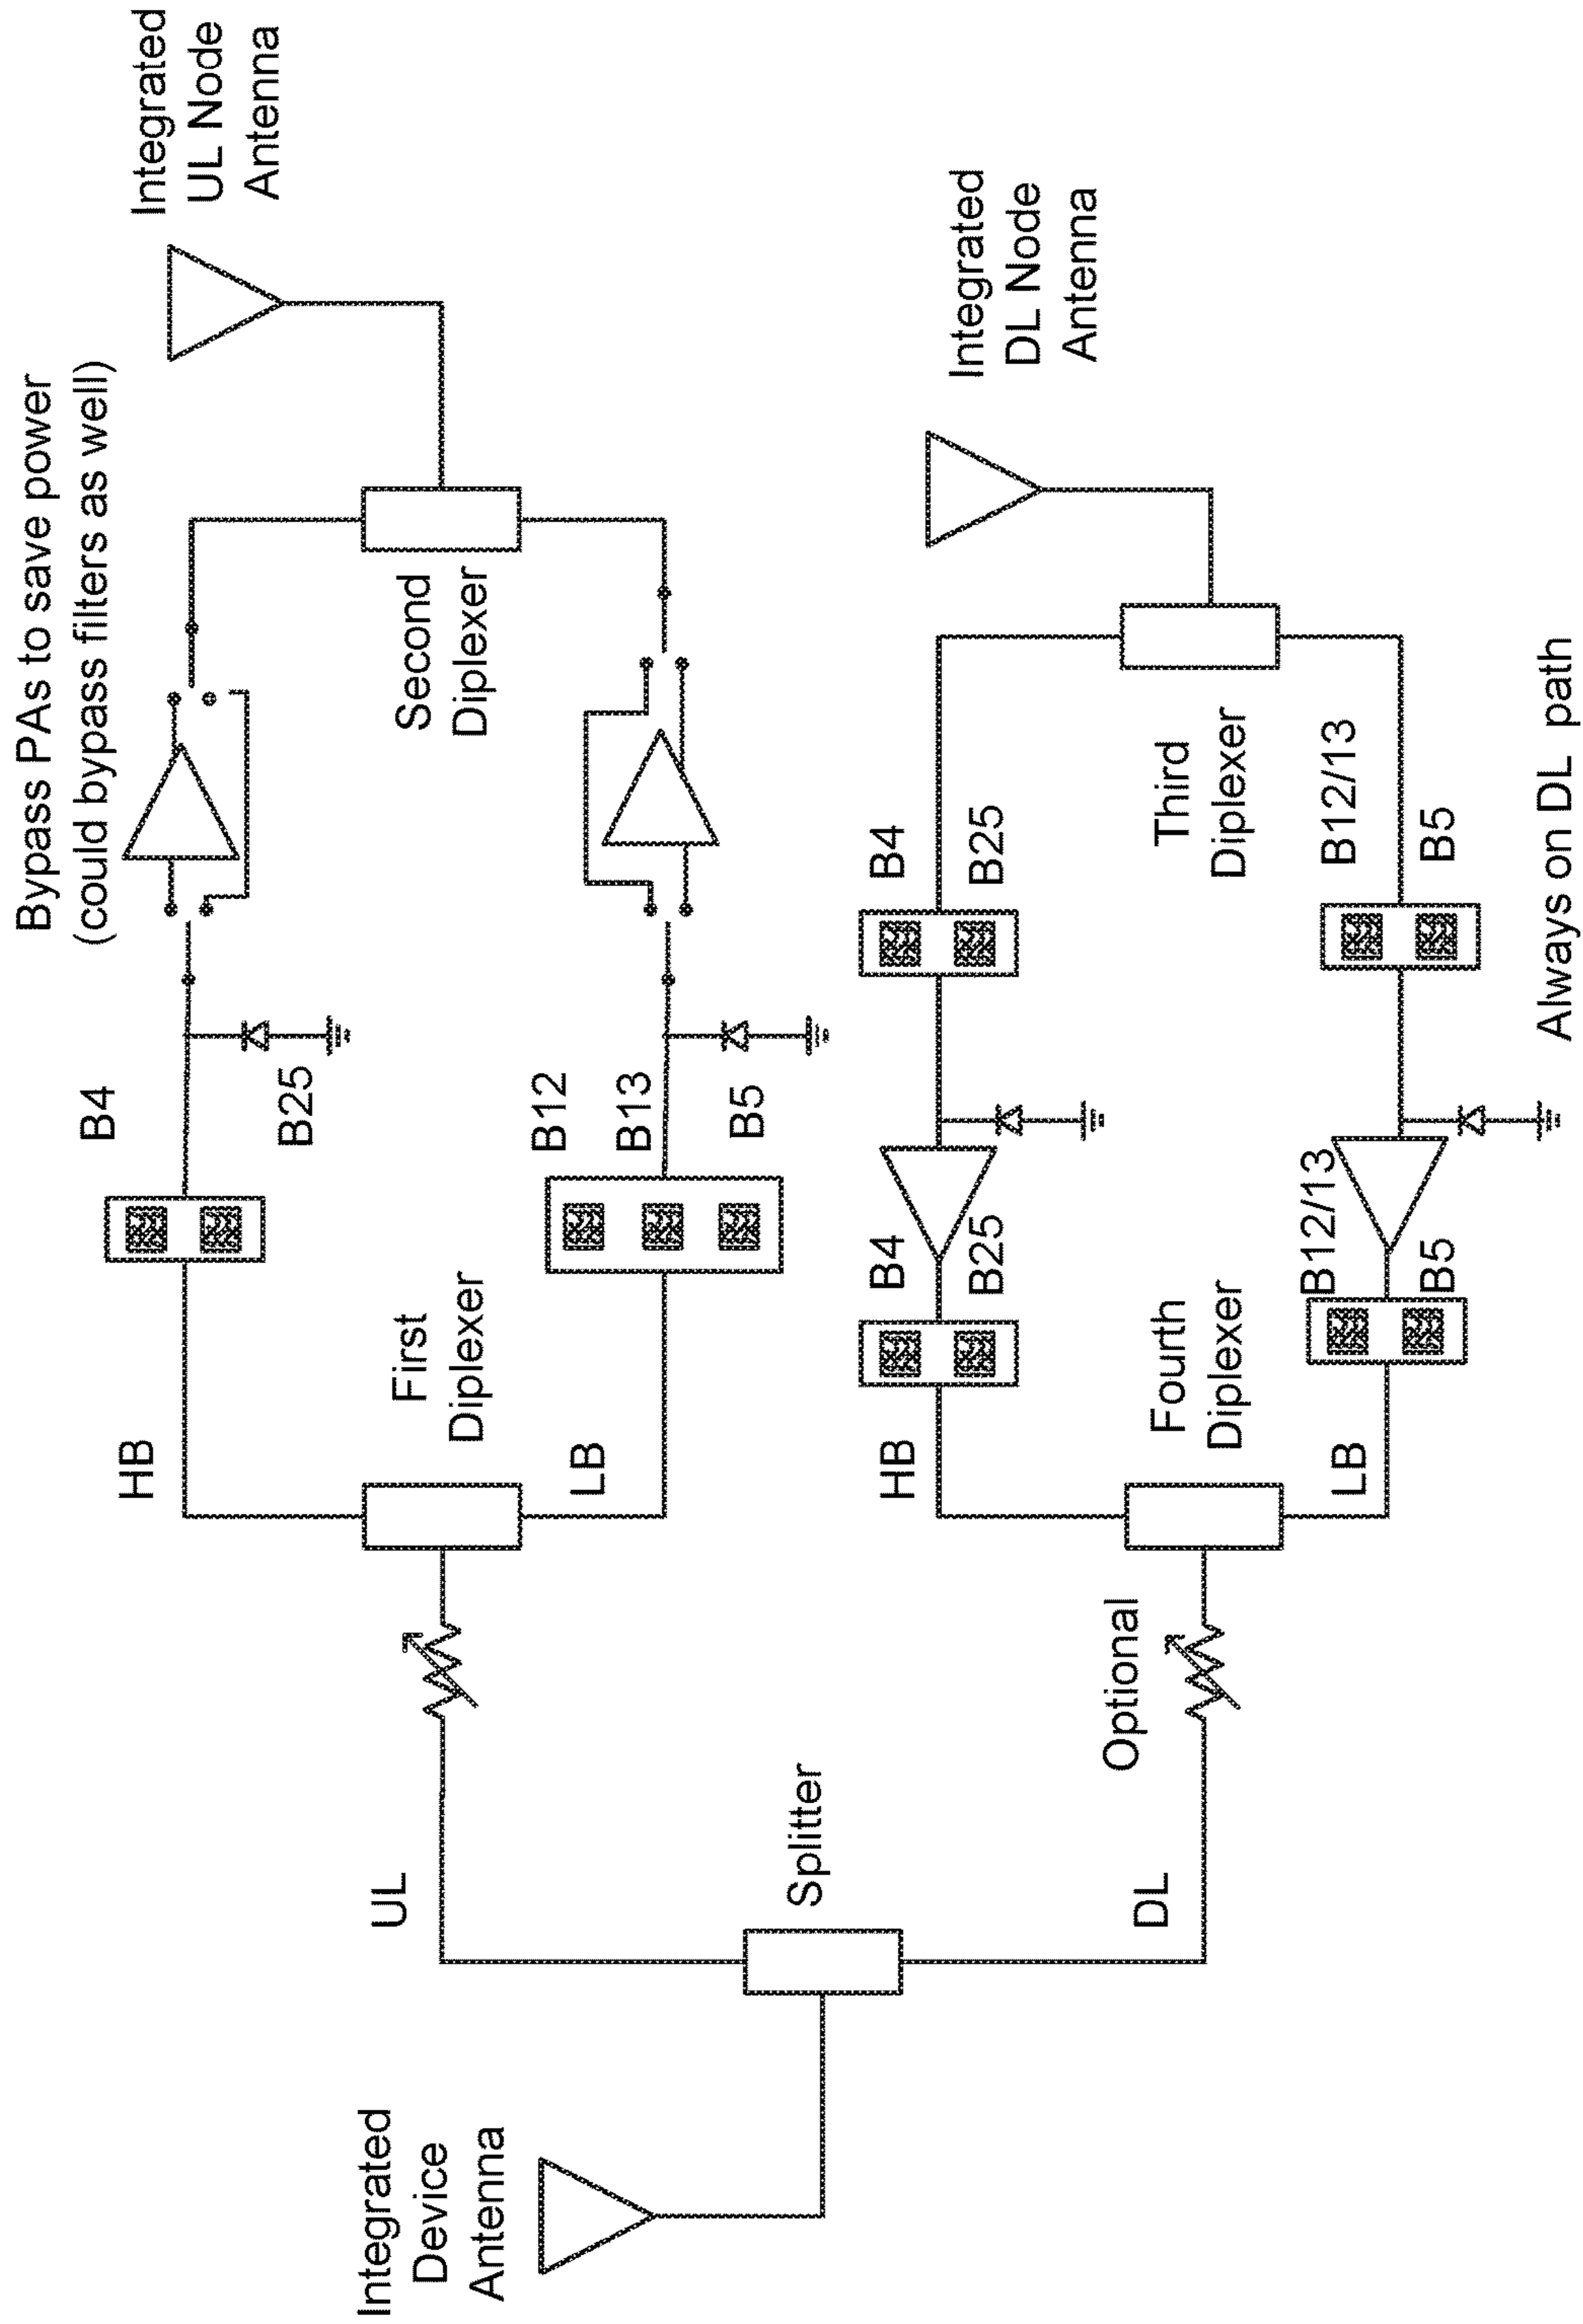 Bypass PAs to save power
(could bypass filters as well)
Integrated
UL Node
Antenna
B4
B25
HB
First
Diplexer
LB
B12
B13
B5
Second
Diplexer
UL
Integrated
Device
Antenna
Splitter
DL
Optional
HB
Fourth
Diplexer
LB
B4
B25
B12/13
B5
B4
B25
Third
Diplexer
B12/13
B5
Integrated
DL Node
Antenna
Always on DL path